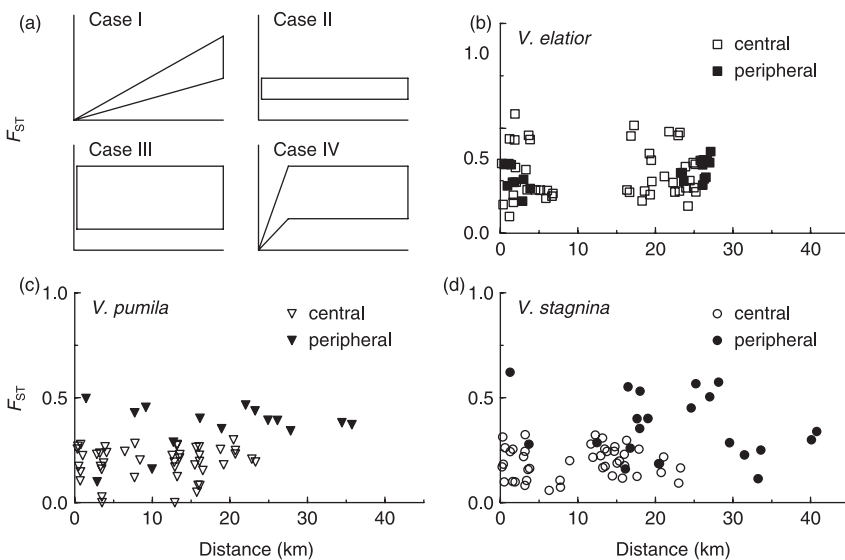 (a)
Case I
Case II
Case III
Case IV
F_ST
(b)
V. elatior
central
peripheral
1.0
0.5
0.0
0
10
20
30
40
(c)
V. pumila
central
peripheral
1.0
0.5
0.0
F_ST
0
10
20
30
40
Distance (km)
(d)
V. stagnina
central
peripheral
1.0
0.5
0.0
0
10
20
30
40
Distance (km)